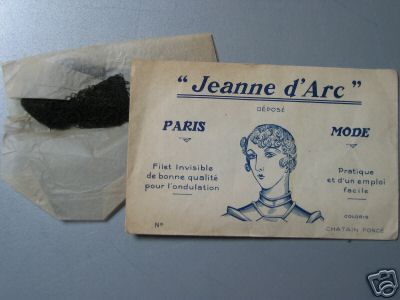 " Jeanne d'Arc "
DÉPOSÉ
PARIS
MODE
Filet Invisible
de bonne qualité
pour l'ondulation
Pratique
et d'un emploi
facile
COLORIS
CHATAIN FONCÉ
N°